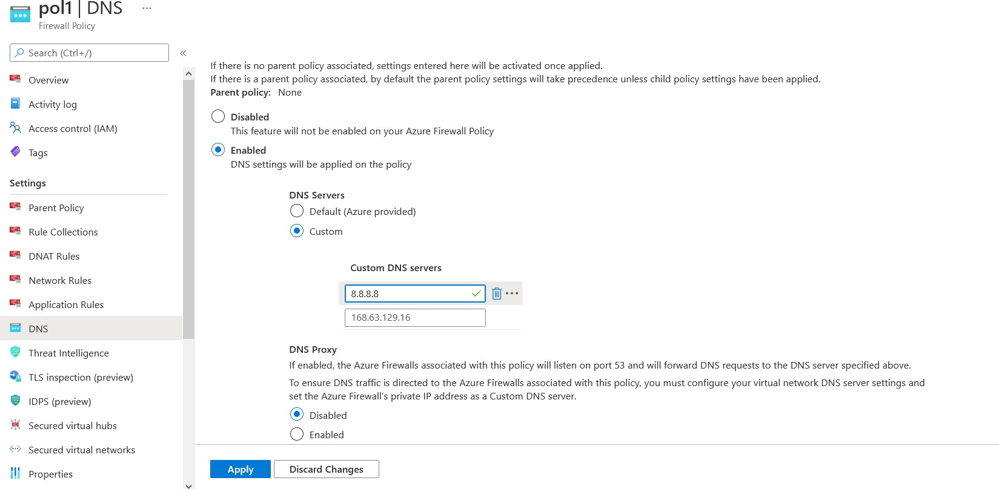 pol1 | DNS ...
Firewall Policy
Search (Ctrl+/)
«
Overview
Activity log
Access control (IAM)
Tags
Settings
Parent Policy
Rule Collections
DNAT Rules
Network Rules
Application Rules
DNS
Threat Intelligence
TLS inspection (preview)
IDPS (preview)
Secured virtual hubs
Secured virtual networks
Properties
If there is no parent policy associated, settings entered here will be activated once applied.
If there is a parent policy associated, by default the parent policy settings will take precedence unless child policy settings have been applied.
Parent policy: None
Disabled
This feature will not be enabled on your Azure Firewall Policy
Enabled
DNS settings will be applied on the policy
DNS Servers
Default (Azure provided)
Custom
Custom DNS servers
8.8.8.8
168.63.129.16
DNS Proxy
If enabled, the Azure Firewalls associated with this policy will listen on port 53 and will forward DNS requests to the DNS server specified above.
To ensure DNS traffic is directed to the Azure Firewalls associated with this policy, you must configure your virtual network DNS server settings and
set the Azure Firewall's private IP address as a Custom DNS server.
Disabled
Enabled
Apply
Discard Changes